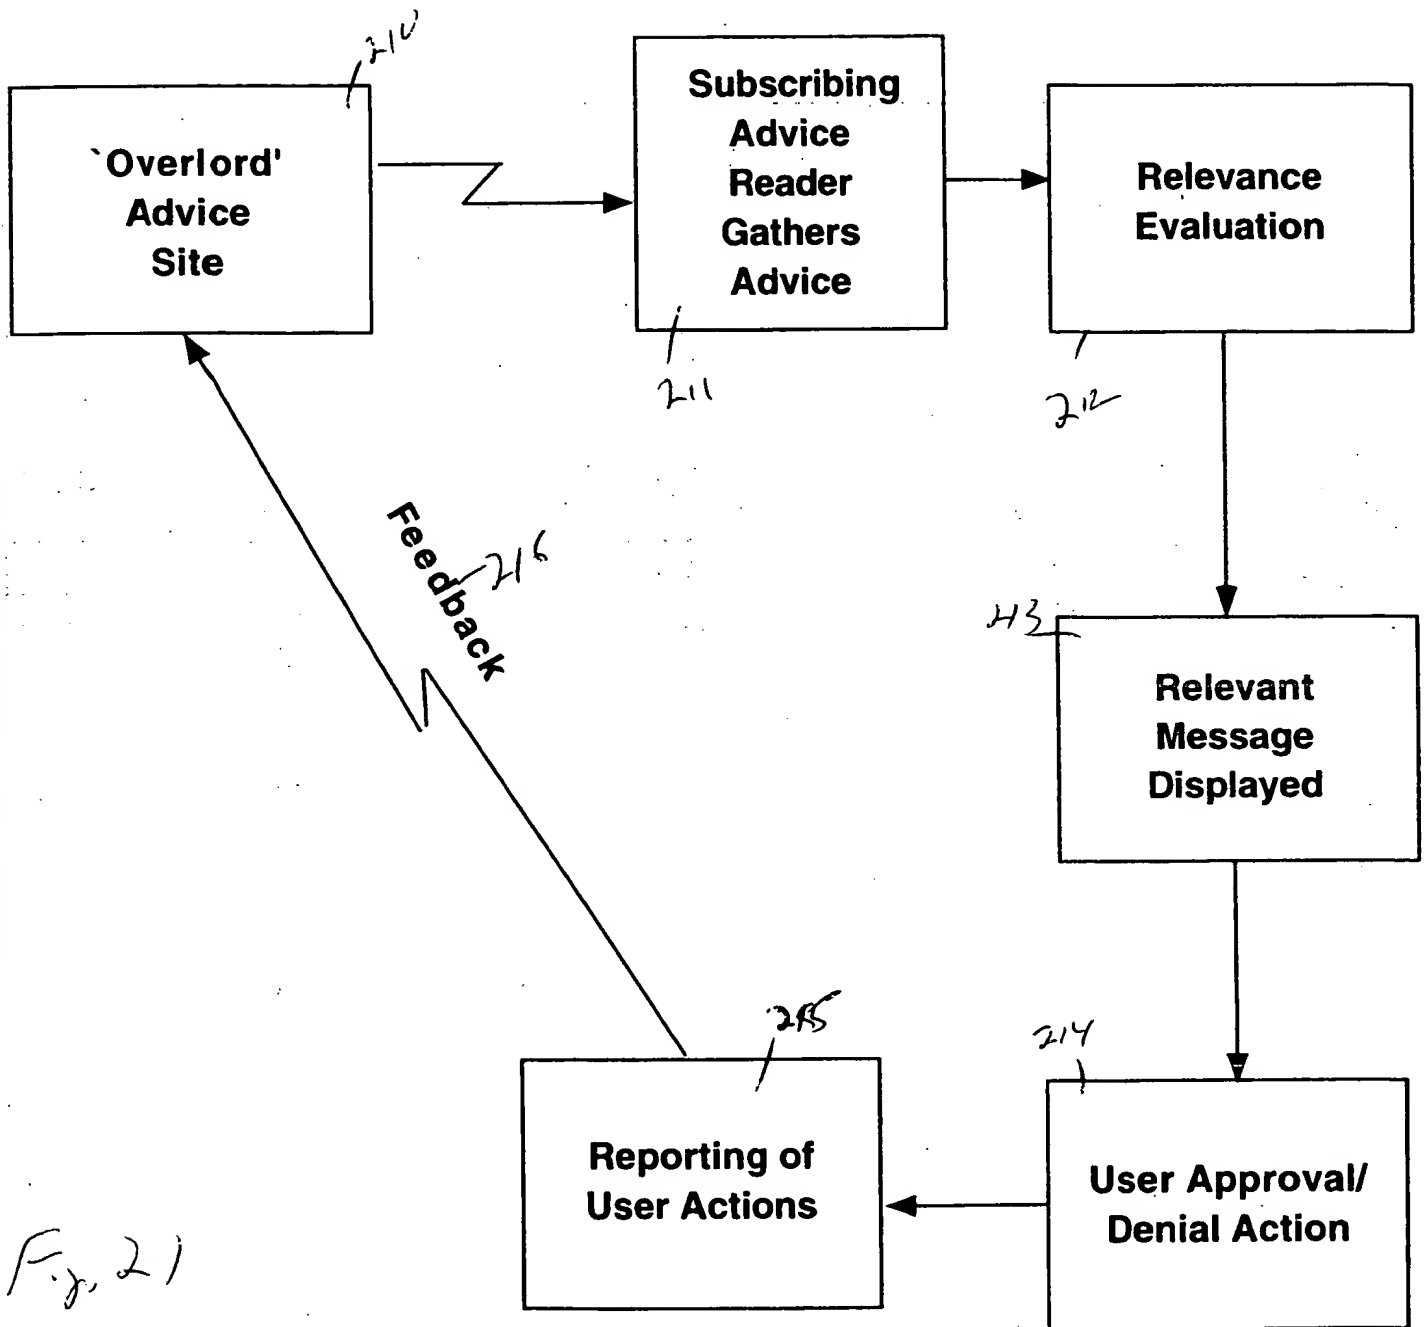 210
`Overlord'
Advice
Site
Subscribing
Advice
Reader
Gathers
Advice
211
Relevance
Evaluation
212
Feedback
216
213
Relevant
Message
Displayed
214
User Approval/
Denial Action
215
Reporting of
User Actions
Fig. 21